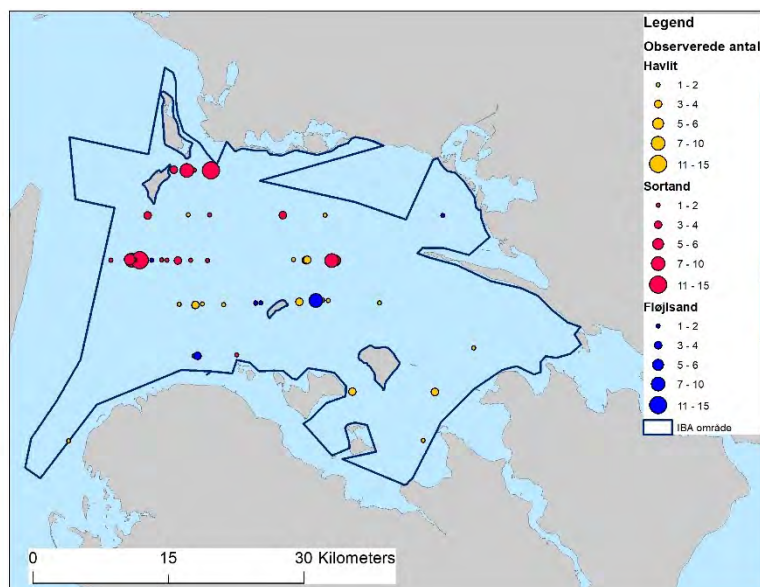 Legend
Observerede antal
Havlit
1 - 2
3 - 4
5 - 6
7 - 10
11 - 15
Sortand
1 - 2
3 - 4
5 - 6
7 - 10
11 - 15
Fløjlsand
1 - 2
3 - 4
5 - 6
7 - 10
11 - 15
IBA område
0 15 30 Kilometers